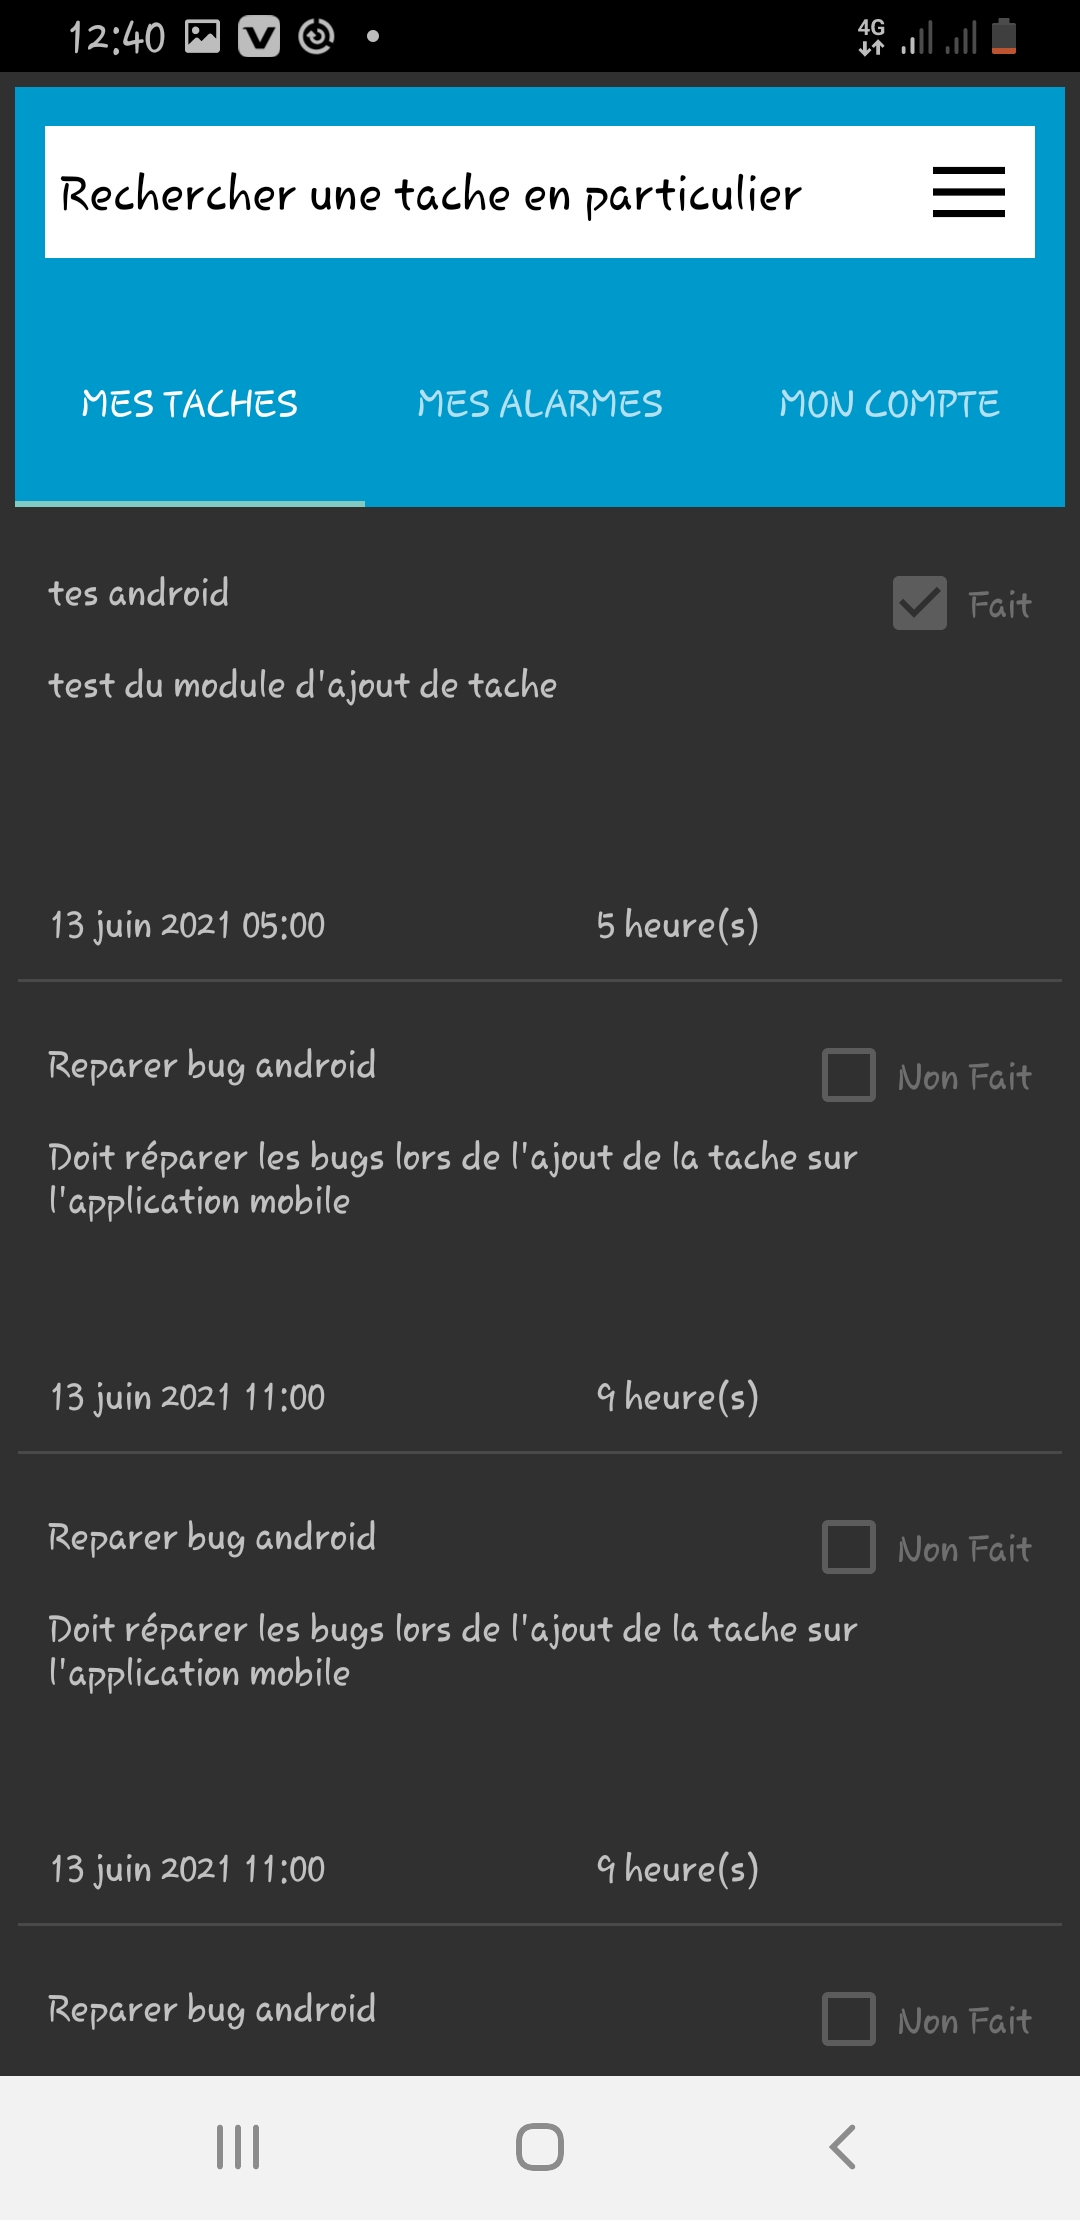 12:40
4G
Rechercher une tache en particulier
MES TACHES MES ALARMES MON COMPTE
tes android
Fait
test du module d'ajout de tache
13 juin 2021 05:00 5 heure(s)
Reparer bug android
Non Fait
Doit réparer les bugs lors de l'ajout de la tache sur
l'application mobile
13 juin 2021 11:00 9 heure(s)
Reparer bug android
Non Fait
Doit réparer les bugs lors de l'ajout de la tache sur
l'application mobile
13 juin 2021 11:00 9 heure(s)
Reparer bug android
Non Fait